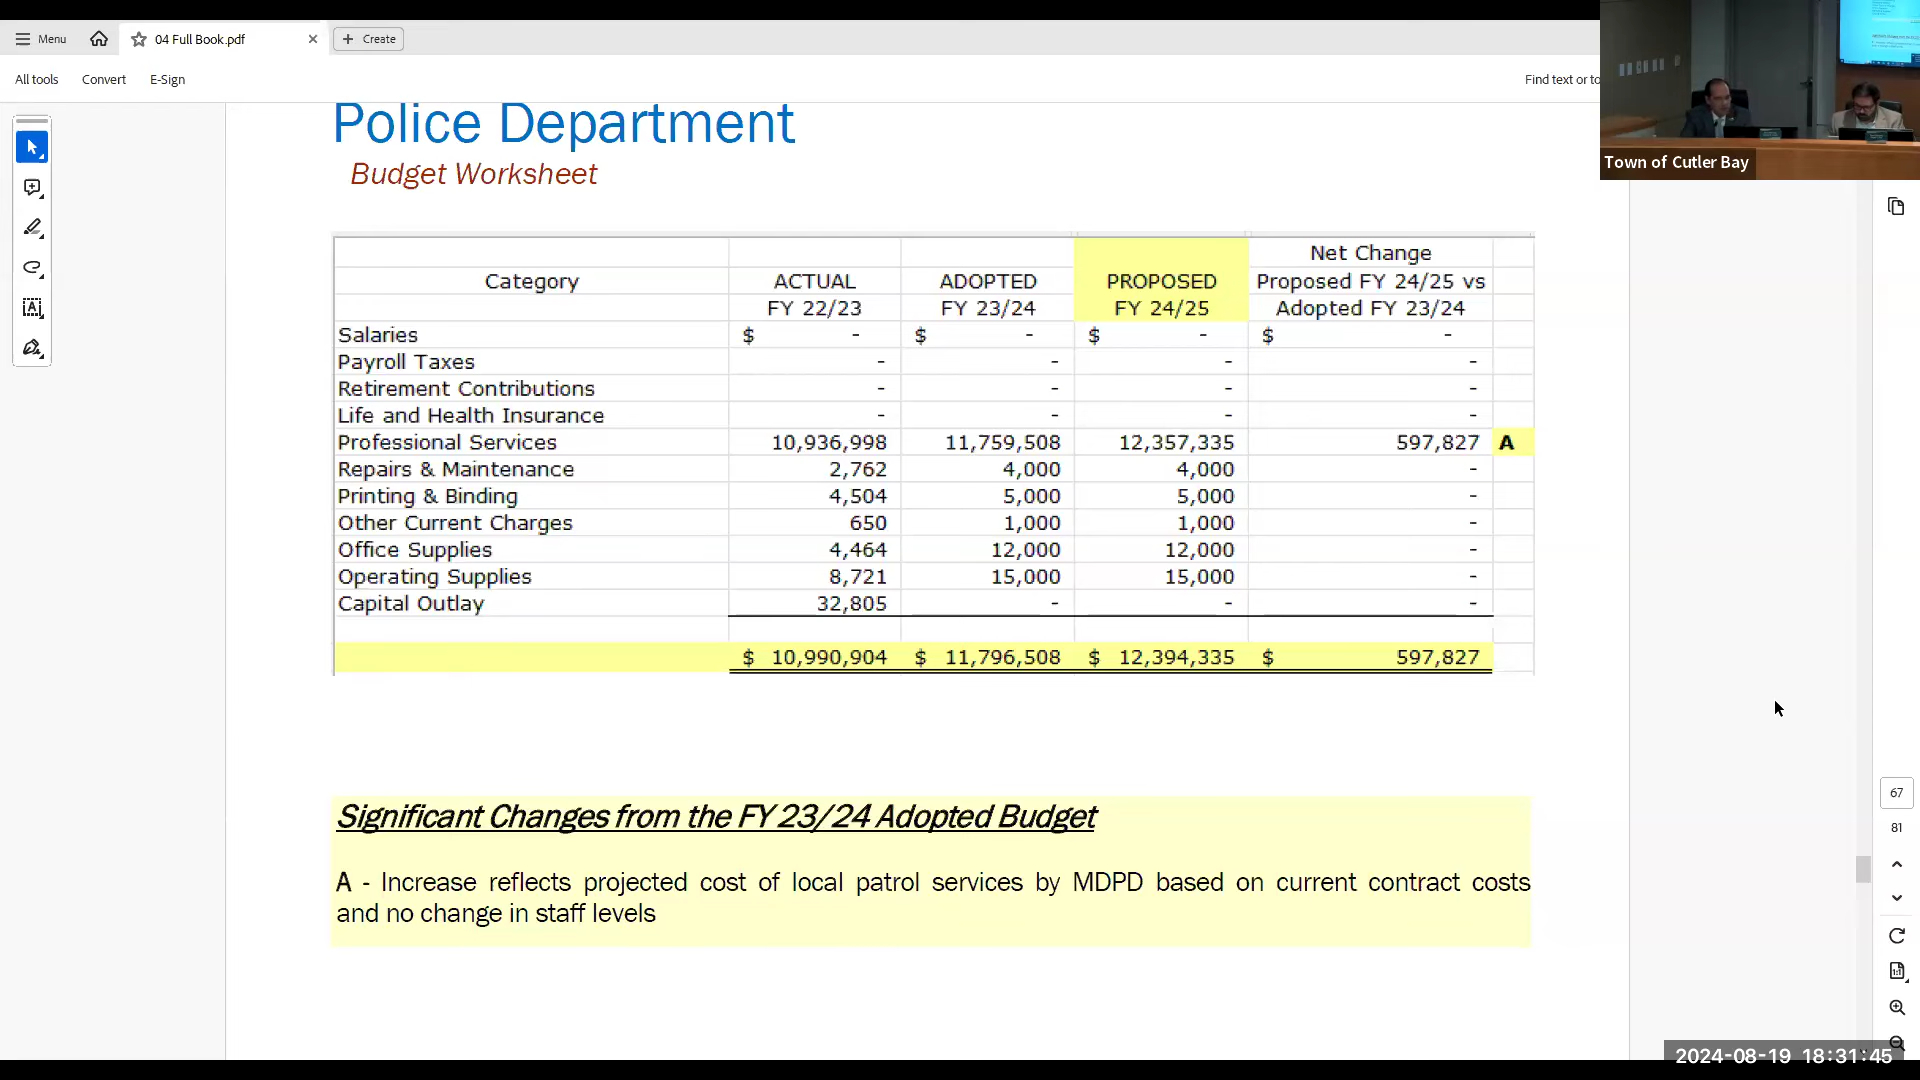 Menu
04 Full Book.pdf
Create
All tools
Convert
E-Sign
Find text or to
Town of Cutler Bay
Police Department
Budget Worksheet
Net Change
Category ACTUAL ADOPTED PROPOSED Proposed FY 24/25 vs
FY 22/23 FY 23/24 FY 24/25 Adopted FY 23/24
Salaries $ - $ - $ - $ -
Payroll Taxes - - - -
Retirement Contributions - - - -
Life and Health Insurance - - - -
Professional Services 10,936,998 11,759,508 12,357,335 597,827 A
Repairs & Maintenance 2,762 4,000 4,000 -
Printing & Binding 4,504 5,000 5,000 -
Other Current Charges 650 1,000 1,000 -
Office Supplies 4,464 12,000 12,000 -
Operating Supplies 8,721 15,000 15,000 -
Capital Outlay 32,805 - - -
$ 10,990,904 $ 11,796,508 $ 12,394,335 $ 597,827
Significant Changes from the FY 23/24 Adopted Budget
A - Increase reflects projected cost of local patrol services by MDPD based on current contract costs
and no change in staff levels
67
81
2024-08-19 18:31:45